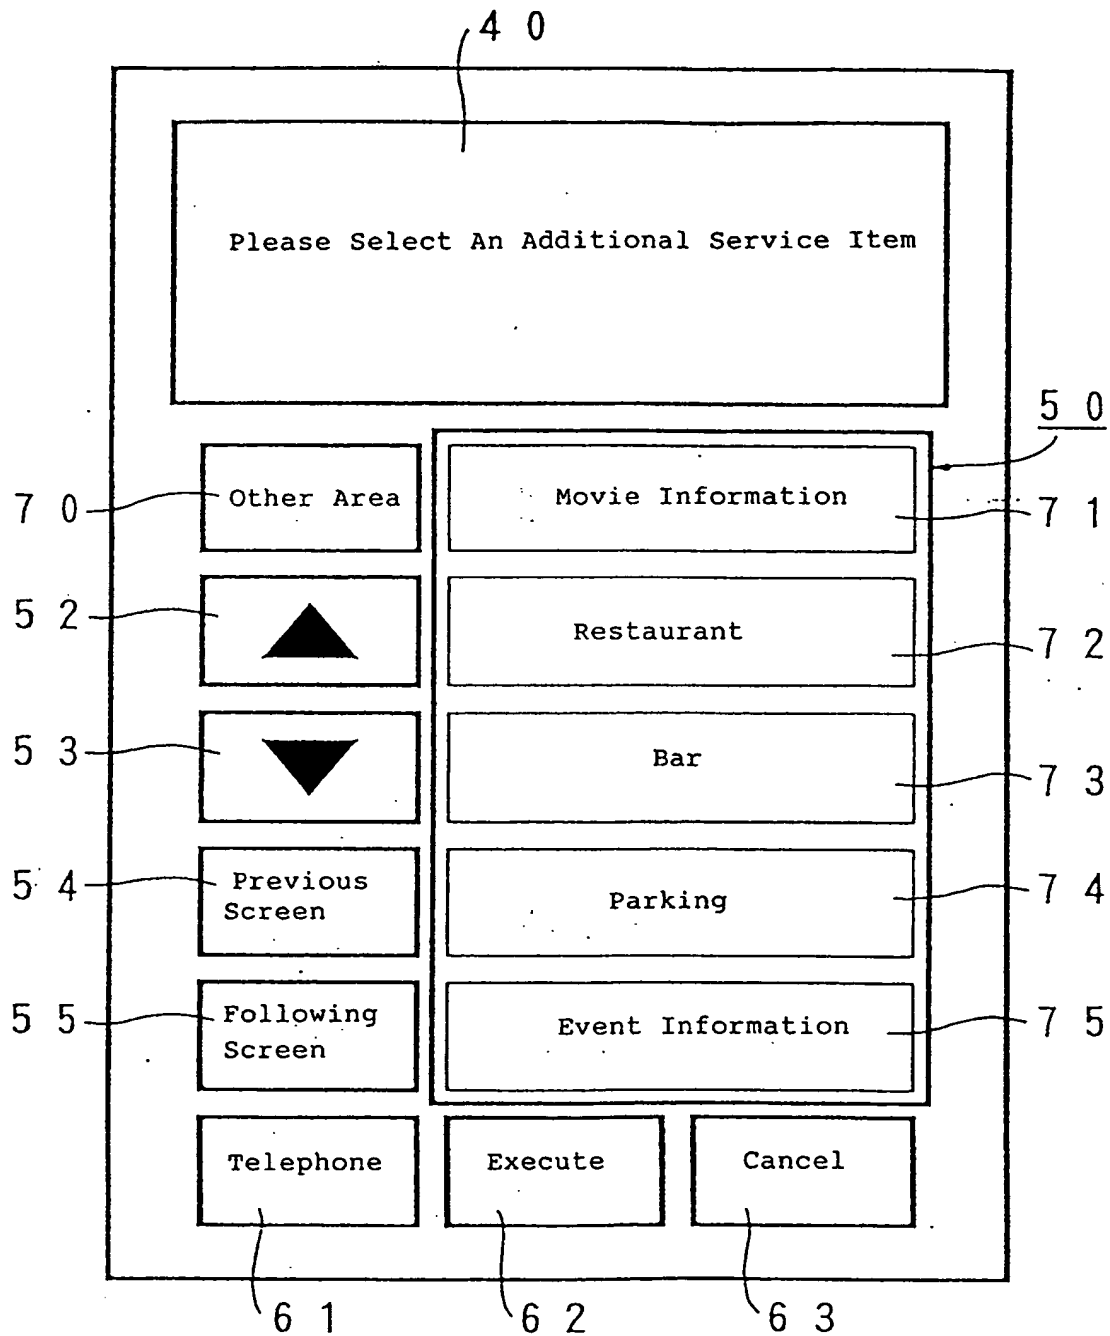 40
Please Select An Additional Service Item
50
70
Other Area
Movie Information
71
52
Restaurant
72
53
Bar
73
54
Previous
Screen
Parking
74
55
Following
Screen
Event Information
75
Telephone
Execute
Cancel
61
62
63